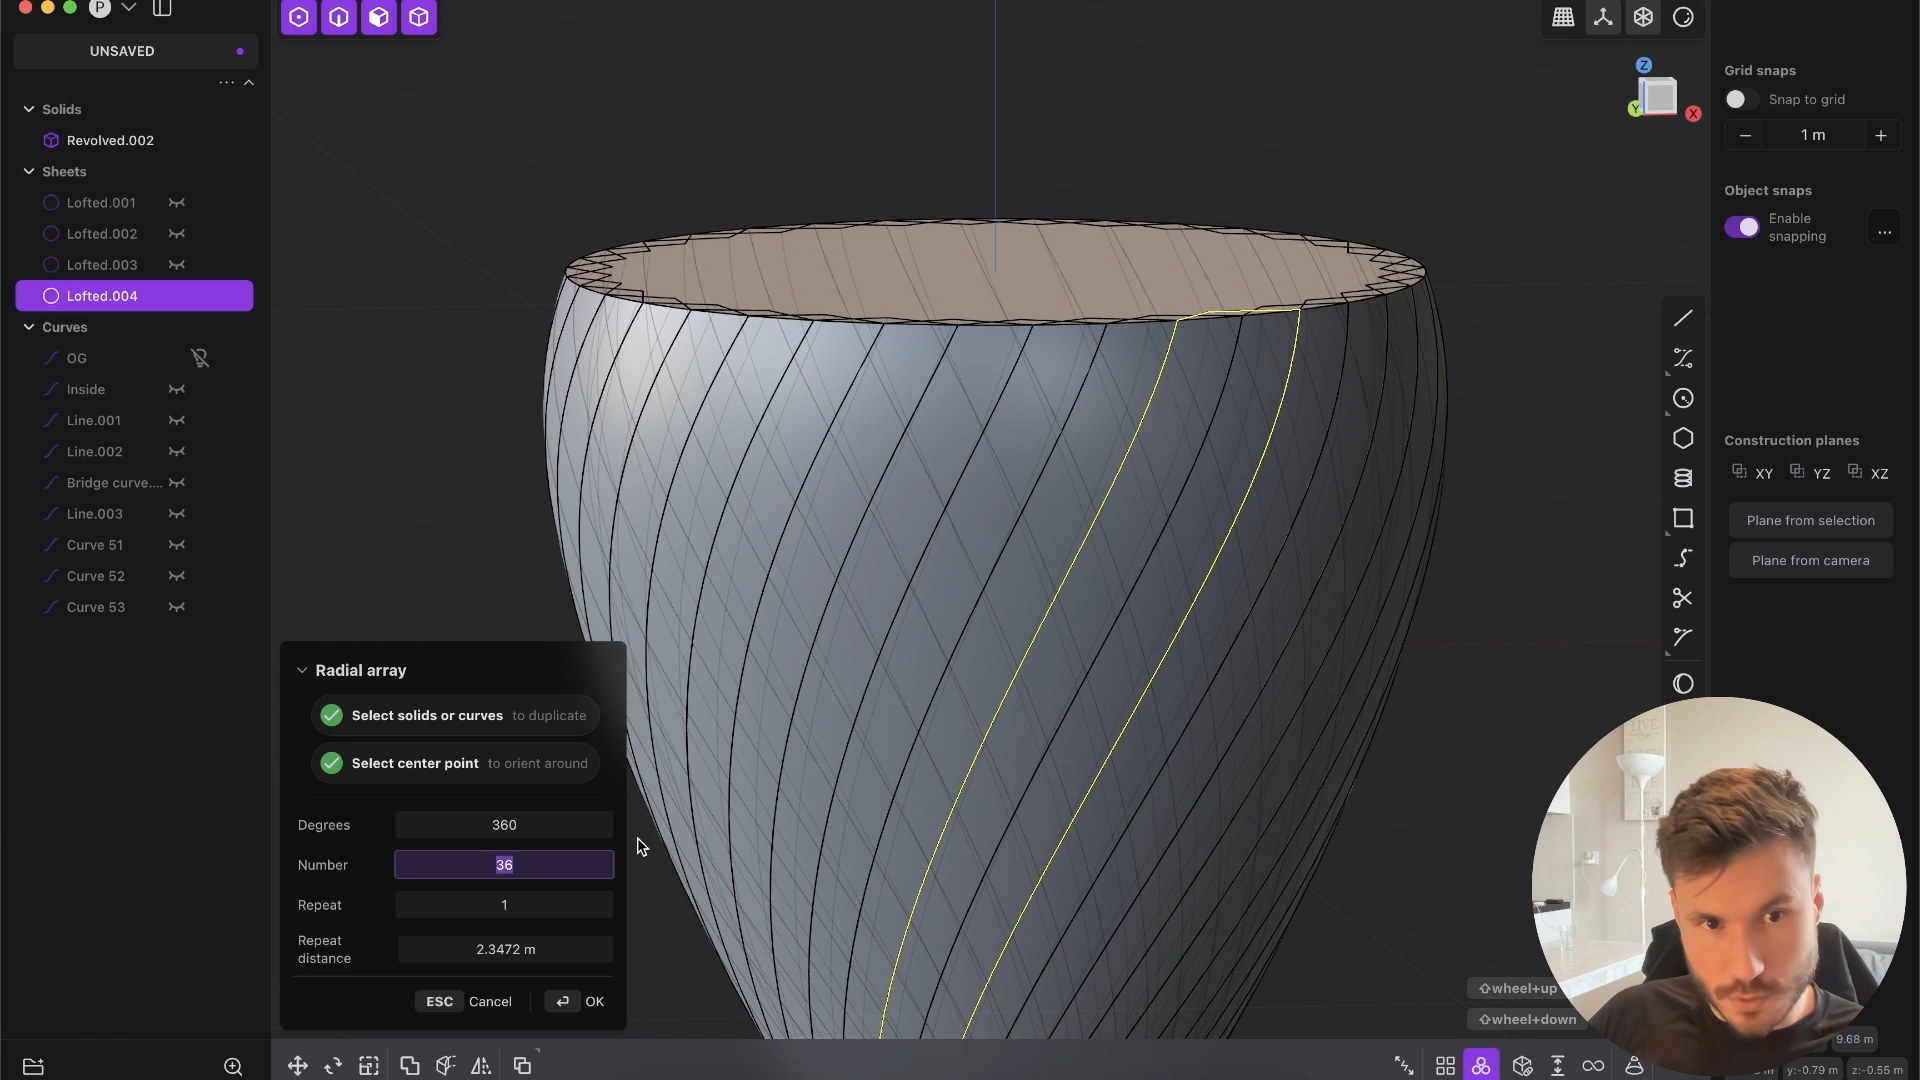 P
UNSAVED
Solids
Revolved.002
Sheets
Lofted.001
Lofted.002
Lofted.003
Lofted.004
Curves
OG
Inside
Line.001
Line.002
Bridge curve....
Line.003
Curve 51
Curve 52
Curve 53
Radial array
Select solids or curves to duplicate
Select center point to orient around
Degrees 360
Number 36
Repeat 1
Repeat distance 2.3472 m
ESC Cancel
OK
Z
Y
X
Grid snaps
Snap to grid
− 1 m +
Object snaps
Enable snapping
...
Construction planes
XY YZ XZ
Plane from selection
Plane from camera
wheel+up
wheel+down
9.68 m
y:-0.79 m
z:-0.55 m